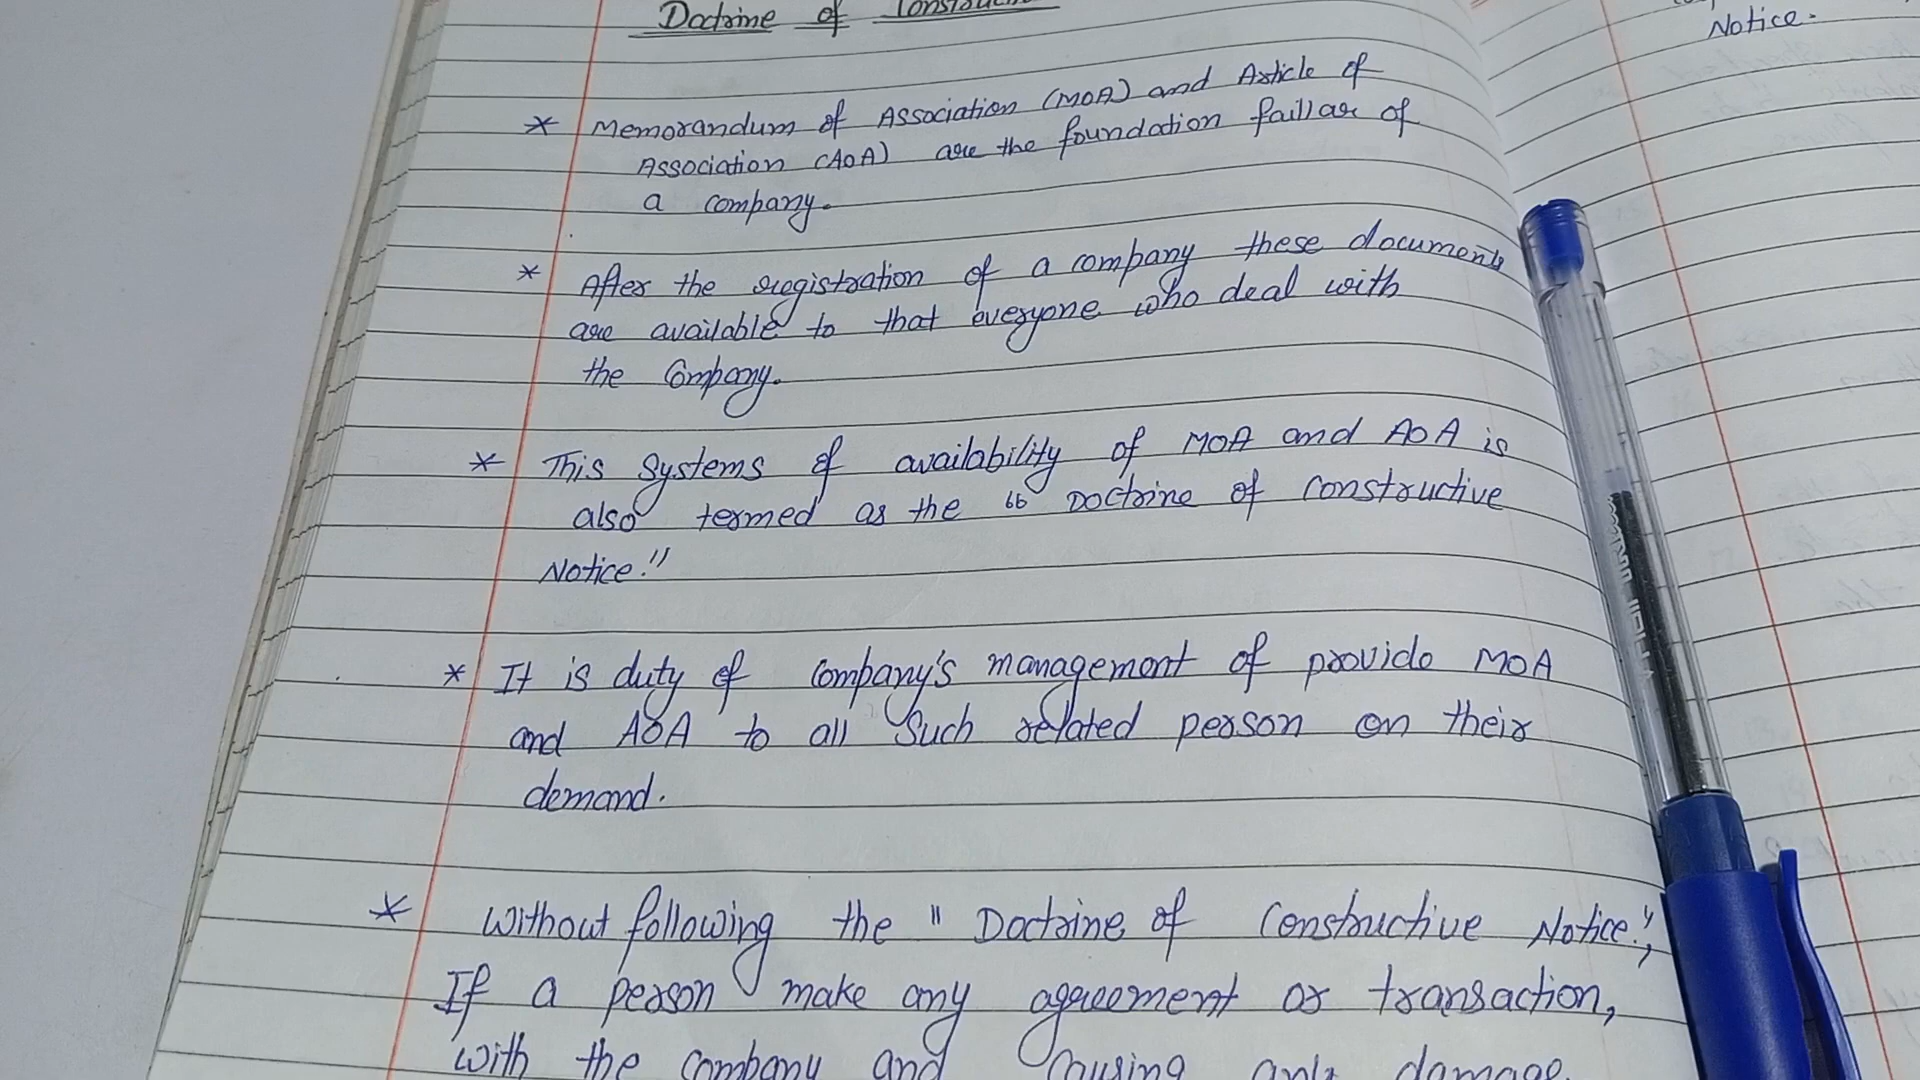 Doctrine of
Memorandum of Association (MOA) and Article of
Association (AOA) are the foundation faillar of
a company.
After the registration of a company these documents
are available to that everyone who deal with
the Company.
This Systems of availability of MOA and AOA is
also termed as the "Doctrine of Constructive
Notice."
It is duty of Company's management of provide MOA
and AOA to all Such related person on their
demand.
Without following the "Doctrine of Constructive Notice.",
If a person make any agreement or transaction,
with the Company and Causing any damage
Notice.